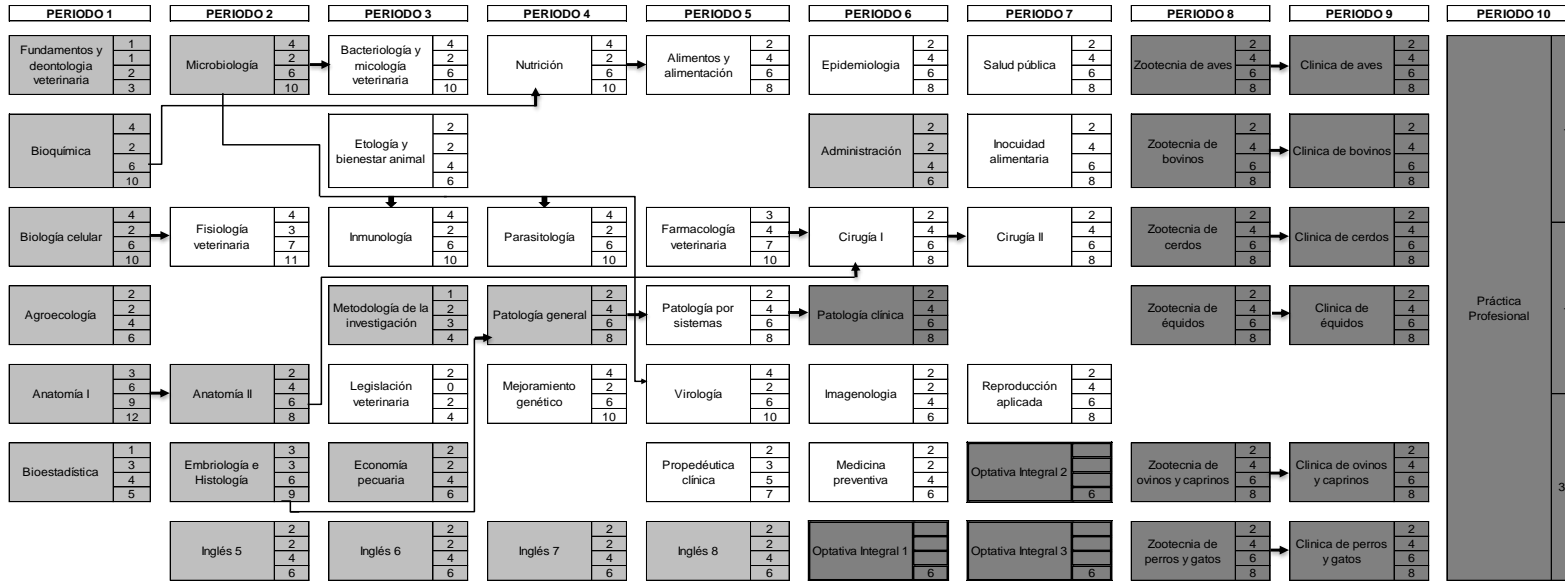 PERIODO 1 PERIODO 2 PERIODO 3 PERIODO 4 PERIODO 5 PERIODO 6 PERIODO 7 PERIODO 8 PERIODO 9 PERIODO 10
Fundamentos y
deontologia
veterinaria
1
1
2
3
Microbiología
4
2
6
10
Bacteriología y
micología
veterinaria
4
2
6
10
Nutrición
4
2
6
10
Alimentos y
alimentación
2
4
6
8
Epidemiologia
2
4
6
8
Salud pública
2
4
6
8
Zootecnia de aves
2
4
6
8
Clinica de aves
2
4
6
8
Bioquímica
4
2
6
10
Etología y
bienestar animal
2
2
4
6
Administración
2
2
4
6
Inocuidad
alimentaria
2
4
6
8
Zootecnia de
bovinos
2
4
6
8
Clinica de bovinos
2
4
6
8
Biología celular
4
2
6
10
Fisiología
veterinaria
4
3
7
11
Inmunología
4
2
6
10
Parasitología
4
2
6
10
Farmacología
veterinaria
3
4
7
10
Cirugía I
2
4
6
8
Cirugía II
2
4
6
8
Zootecnia de
cerdos
2
4
6
8
Clinica de cerdos
2
4
6
8
Agroecología
2
2
4
6
Metodología de la
investigación
1
2
3
4
Patología general
2
4
6
8
Patología por
sistemas
2
4
6
8
Patología clínica
2
4
6
8
Zootecnia de
équidos
2
4
6
8
Clinica de
équidos
2
4
6
8
Práctica
Profesional
Anatomía I
3
6
9
12
Anatomía II
2
4
6
8
Legislación
veterinaria
2
0
2
4
Mejoramiento
genético
4
2
6
10
Virología
4
2
6
10
Imagenologia
2
2
4
6
Reproducción
aplicada
2
4
6
8
Bioestadística
1
3
4
5
Embriología e
Histología
3
3
6
9
Economía
pecuaria
2
2
4
6
Propedéutica
clínica
2
3
5
7
Medicina
preventiva
2
2
4
6
Optativa Integral 2
6
Zootecnia de
ovinos y caprinos
2
4
6
8
Clinica de ovinos
y caprinos
2
4
6
8
Inglés 5
2
2
4
6
Inglés 6
2
2
4
6
Inglés 7
2
2
4
6
Inglés 8
2
2
4
6
Optativa Integral 1
6
Optativa Integral 3
6
Zootecnia de
perros y gatos
2
4
6
8
Clinica de perros
y gatos
2
4
6
8